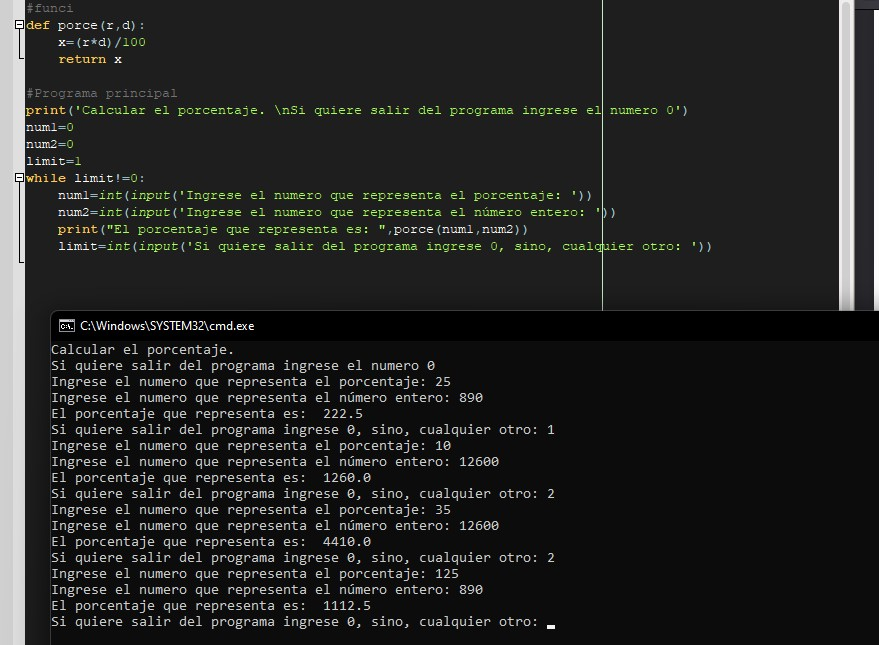 #funci
def porce(r,d):
x=(r*d)/100
return x
#Programa principal
print('Calcular el porcentaje. \nSi quiere salir del programa ingrese el numero 0')
num1=0
num2=0
limit=1
while limit!=0:
num1=int(input('Ingrese el numero que representa el porcentaje: '))
num2=int(input('Ingrese el numero que representa el número entero: '))
print("El porcentaje que representa es: ",porce(num1,num2))
limit=int(input('Si quiere salir del programa ingrese 0, sino, cualquier otro: '))
C:\Windows\SYSTEM32\cmd.exe
Calcular el porcentaje.
Si quiere salir del programa ingrese el numero 0
Ingrese el numero que representa el porcentaje: 25
Ingrese el numero que representa el número entero: 890
El porcentaje que representa es:  222.5
Si quiere salir del programa ingrese 0, sino, cualquier otro: 1
Ingrese el numero que representa el porcentaje: 10
Ingrese el numero que representa el número entero: 12600
El porcentaje que representa es:  1260.0
Si quiere salir del programa ingrese 0, sino, cualquier otro: 2
Ingrese el numero que representa el porcentaje: 35
Ingrese el numero que representa el número entero: 12600
El porcentaje que representa es:  4410.0
Si quiere salir del programa ingrese 0, sino, cualquier otro: 2
Ingrese el numero que representa el porcentaje: 125
Ingrese el numero que representa el número entero: 890
El porcentaje que representa es:  1112.5
Si quiere salir del programa ingrese 0, sino, cualquier otro: